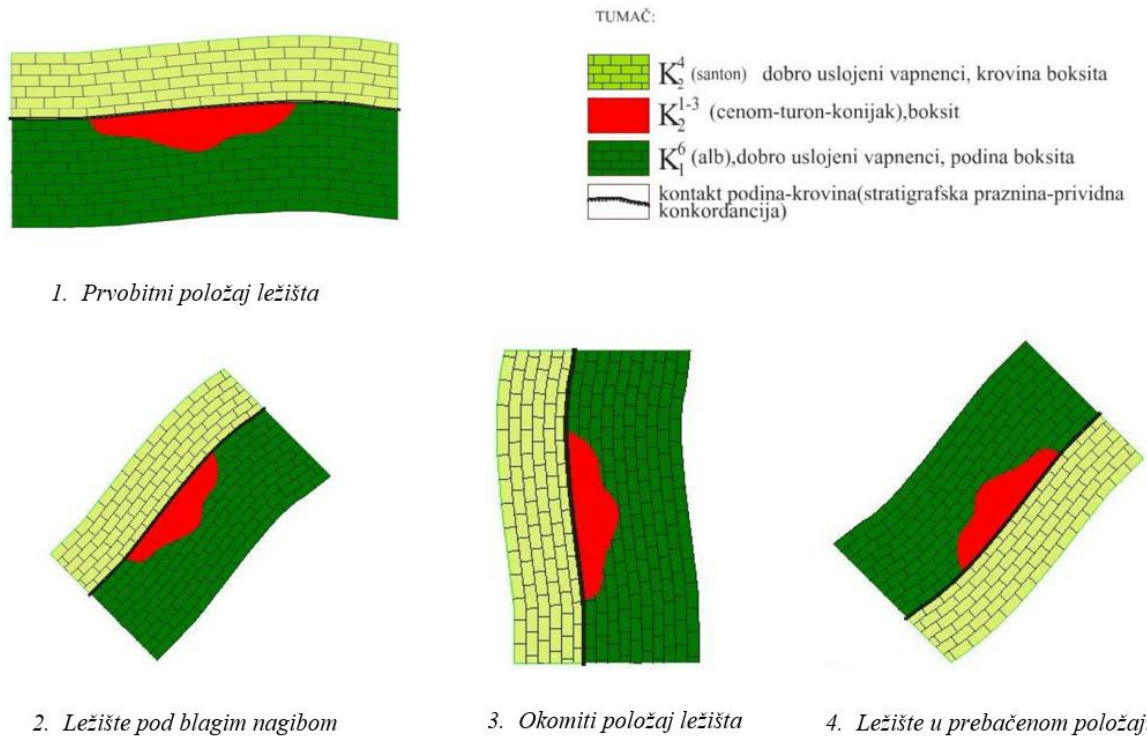 TUMAČ:
K₂⁴ (santon) dobro uslojeni vapnenci, krovina boksita
K₂¹⁻³ (cenom-turon-konijak),boksit
K₁⁶ (alb),dobro uslojeni vapnenci, podina boksita
kontakt podina-krovina(stratigrafska praznina-prividna
konkordancija)
1. Prvobitni položaj ležišta
2. Ležište pod blagim nagibom
3. Okomiti položaj ležišta
4. Ležište u prebačenom položaj